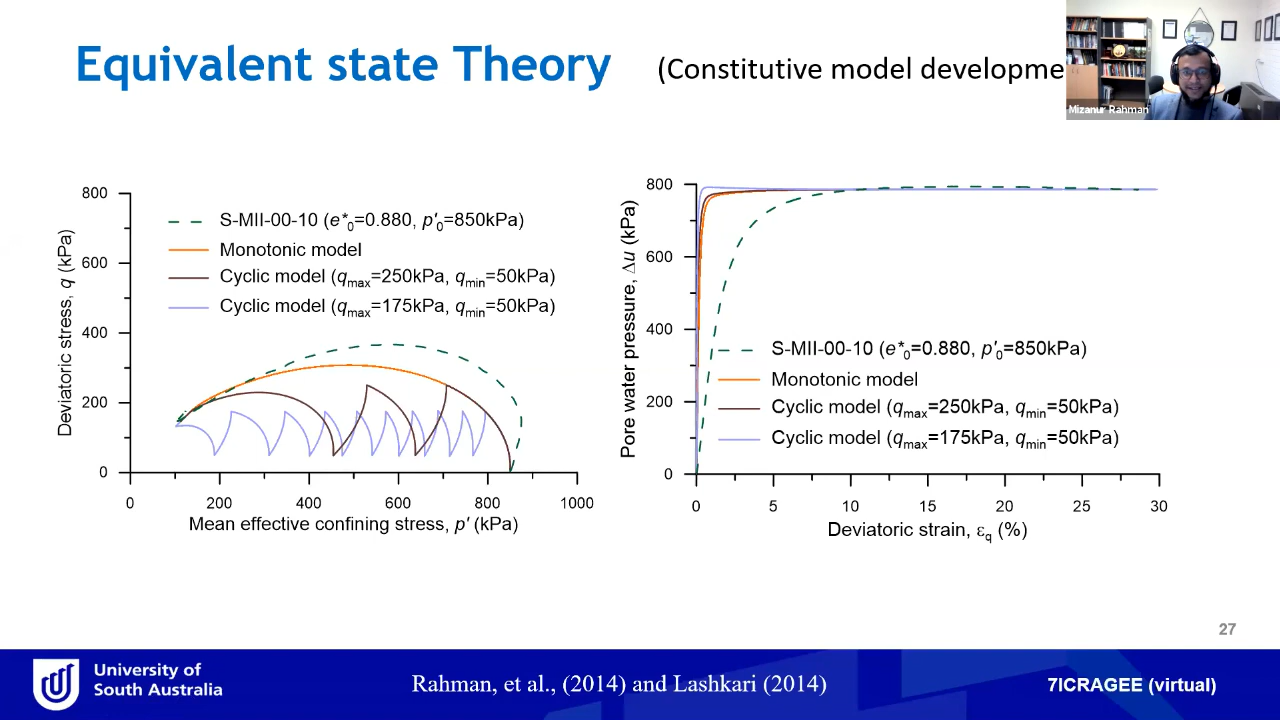 Equivalent state Theory (Constitutive model developme
Mizanur Rahman
800
600
400
200
0
Deviatoric stress, q (kPa)
S-MII-00-10 (e*0=0.880, p'0=850kPa)
Monotonic model
Cyclic model (qmax=250kPa, qmin=50kPa)
Cyclic model (qmax=175kPa, qmin=50kPa)
0 200 400 600 800 1000
Mean effective confining stress, p' (kPa)
800
600
400
200
0
Pore water pressure, Δu (kPa)
S-MII-00-10 (e*0=0.880, p'0=850kPa)
Monotonic model
Cyclic model (qmax=250kPa, qmin=50kPa)
Cyclic model (qmax=175kPa, qmin=50kPa)
0 5 10 15 20 25 30
Deviatoric strain, εq (%)
27
University of
South Australia
Rahman, et al., (2014) and Lashkari (2014)
7ICRAGEE (virtual)